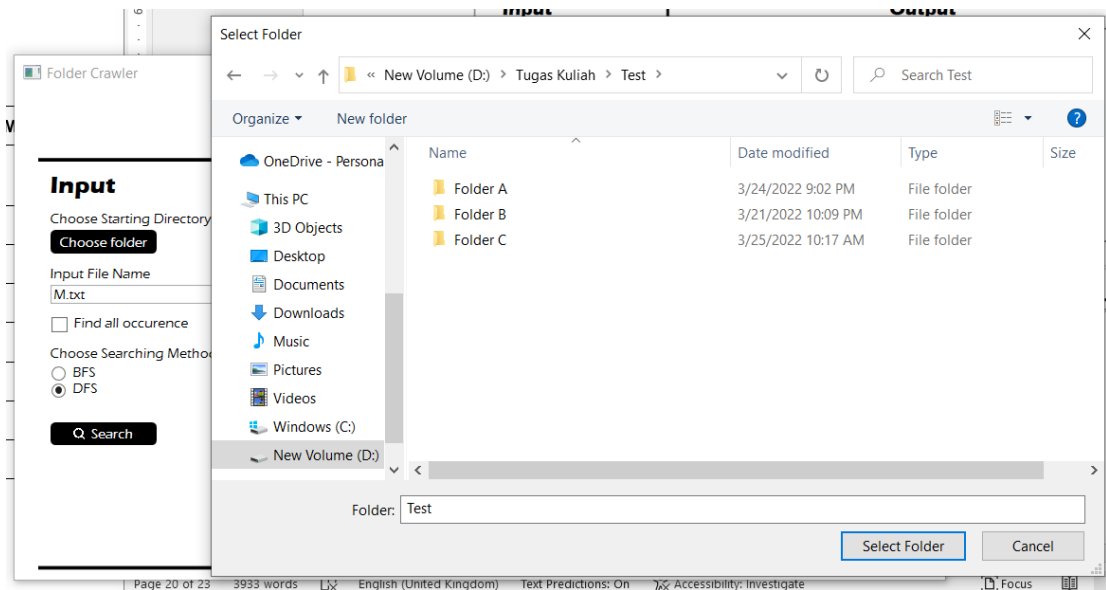 Input Output
Select Folder
Folder Crawler
« New Volume (D:) > Tugas Kuliah > Test >
Search Test
Organize New folder
?
Name Date modified Type Size
OneDrive - Persona
This PC
3D Objects
Desktop
Documents
Downloads
Music
Pictures
Videos
Windows (C:)
New Volume (D:)
Folder A 3/24/2022 9:02 PM File folder
Folder B 3/21/2022 10:09 PM File folder
Folder C 3/25/2022 10:17 AM File folder
Input
Choose Starting Directory
Choose folder
Input File Name
M.txt
Find all occurence
Choose Searching Metho
BFS
DFS
Search
Folder: Test
Select Folder Cancel
Page 20 of 23 3933 words English (United Kingdom) Text Predictions: On Accessibility: Investigate Focus